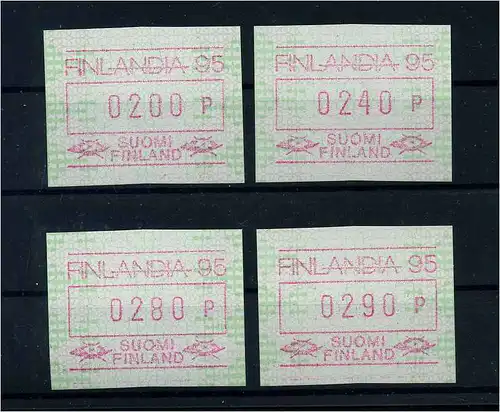 FINLANDIA 95
0200 P
SUOMI
FINLAND
FINLANDIA 95
0240 P
SUOMI
FINLAND
FINLANDIA 95
0280 P
SUOMI
FINLAND
FINLANDIA 95
0290 P
SUOMI
FINLAND